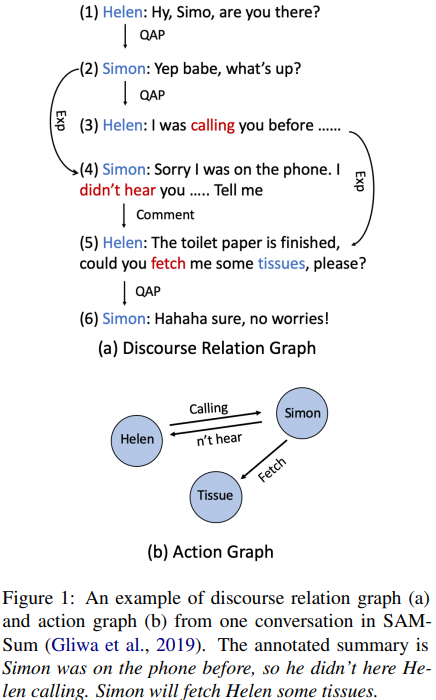 (1) Helen: Hy, Simo, are you there?
QAP
(2) Simon: Yep babe, what's up?
QAP
Exp
(3) Helen: I was calling you before ......
(4) Simon: Sorry I was on the phone. I
didn't hear you ..... Tell me
Exp
Comment
(5) Helen: The toilet paper is finished,
could you fetch me some tissues, please?
QAP
(6) Simon: Hahaha sure, no worries!
(a) Discourse Relation Graph
Calling
Helen
Simon
n't hear
Fetch
Tissue
(b) Action Graph
Figure 1: An example of discourse relation graph (a)
and action graph (b) from one conversation in SAM-
Sum (Gliwa et al., 2019). The annotated summary is
Simon was on the phone before, so he didn't here He-
len calling. Simon will fetch Helen some tissues.